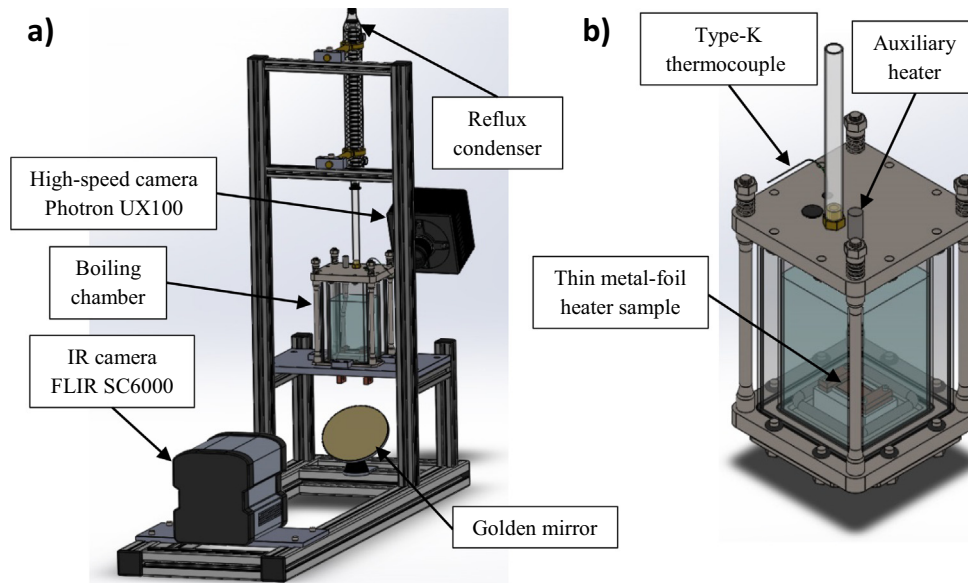 a)
Reflux
condenser
High-speed camera
Photron UX100
Boiling
chamber
IR camera
FLIR SC6000
Golden mirror
b)
Type-K
thermocouple
Auxiliary
heater
Thin metal-foil
heater sample